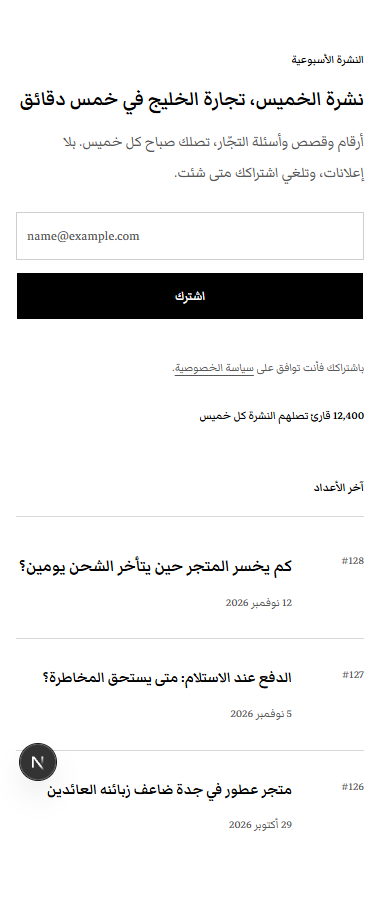 النشرة الأسبوعية
نشرة الخميس، تجارة الخليج في خمس دقائق
أرقام وقصص وأسئلة التجّار، تصلك صباح كل خميس. بلا
إعلانات، وتلغي اشتراكك متى شئت.
name@example.com
اشترك
باشتراكك فأنت توافق على سياسة الخصوصية.
12,400 قارئ تصلهم النشرة كل خميس
آخر الأعداد
#128
كم يخسر المتجر حين يتأخر الشحن يومين؟
12 نوفمبر 2026
#127
الدفع عند الاستلام: متى يستحق المخاطرة؟
5 نوفمبر 2026
#126
متجر عطور في جدة ضاعف زبائنه العائدين
29 أكتوبر 2026
N